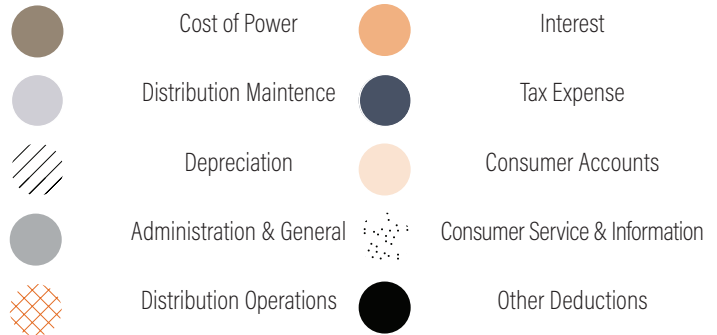 Cost of Power
Interest
Distribution Maintence
Tax Expense
Depreciation
Consumer Accounts
Administration & General
Consumer Service & Information
Distribution Operations
Other Deductions